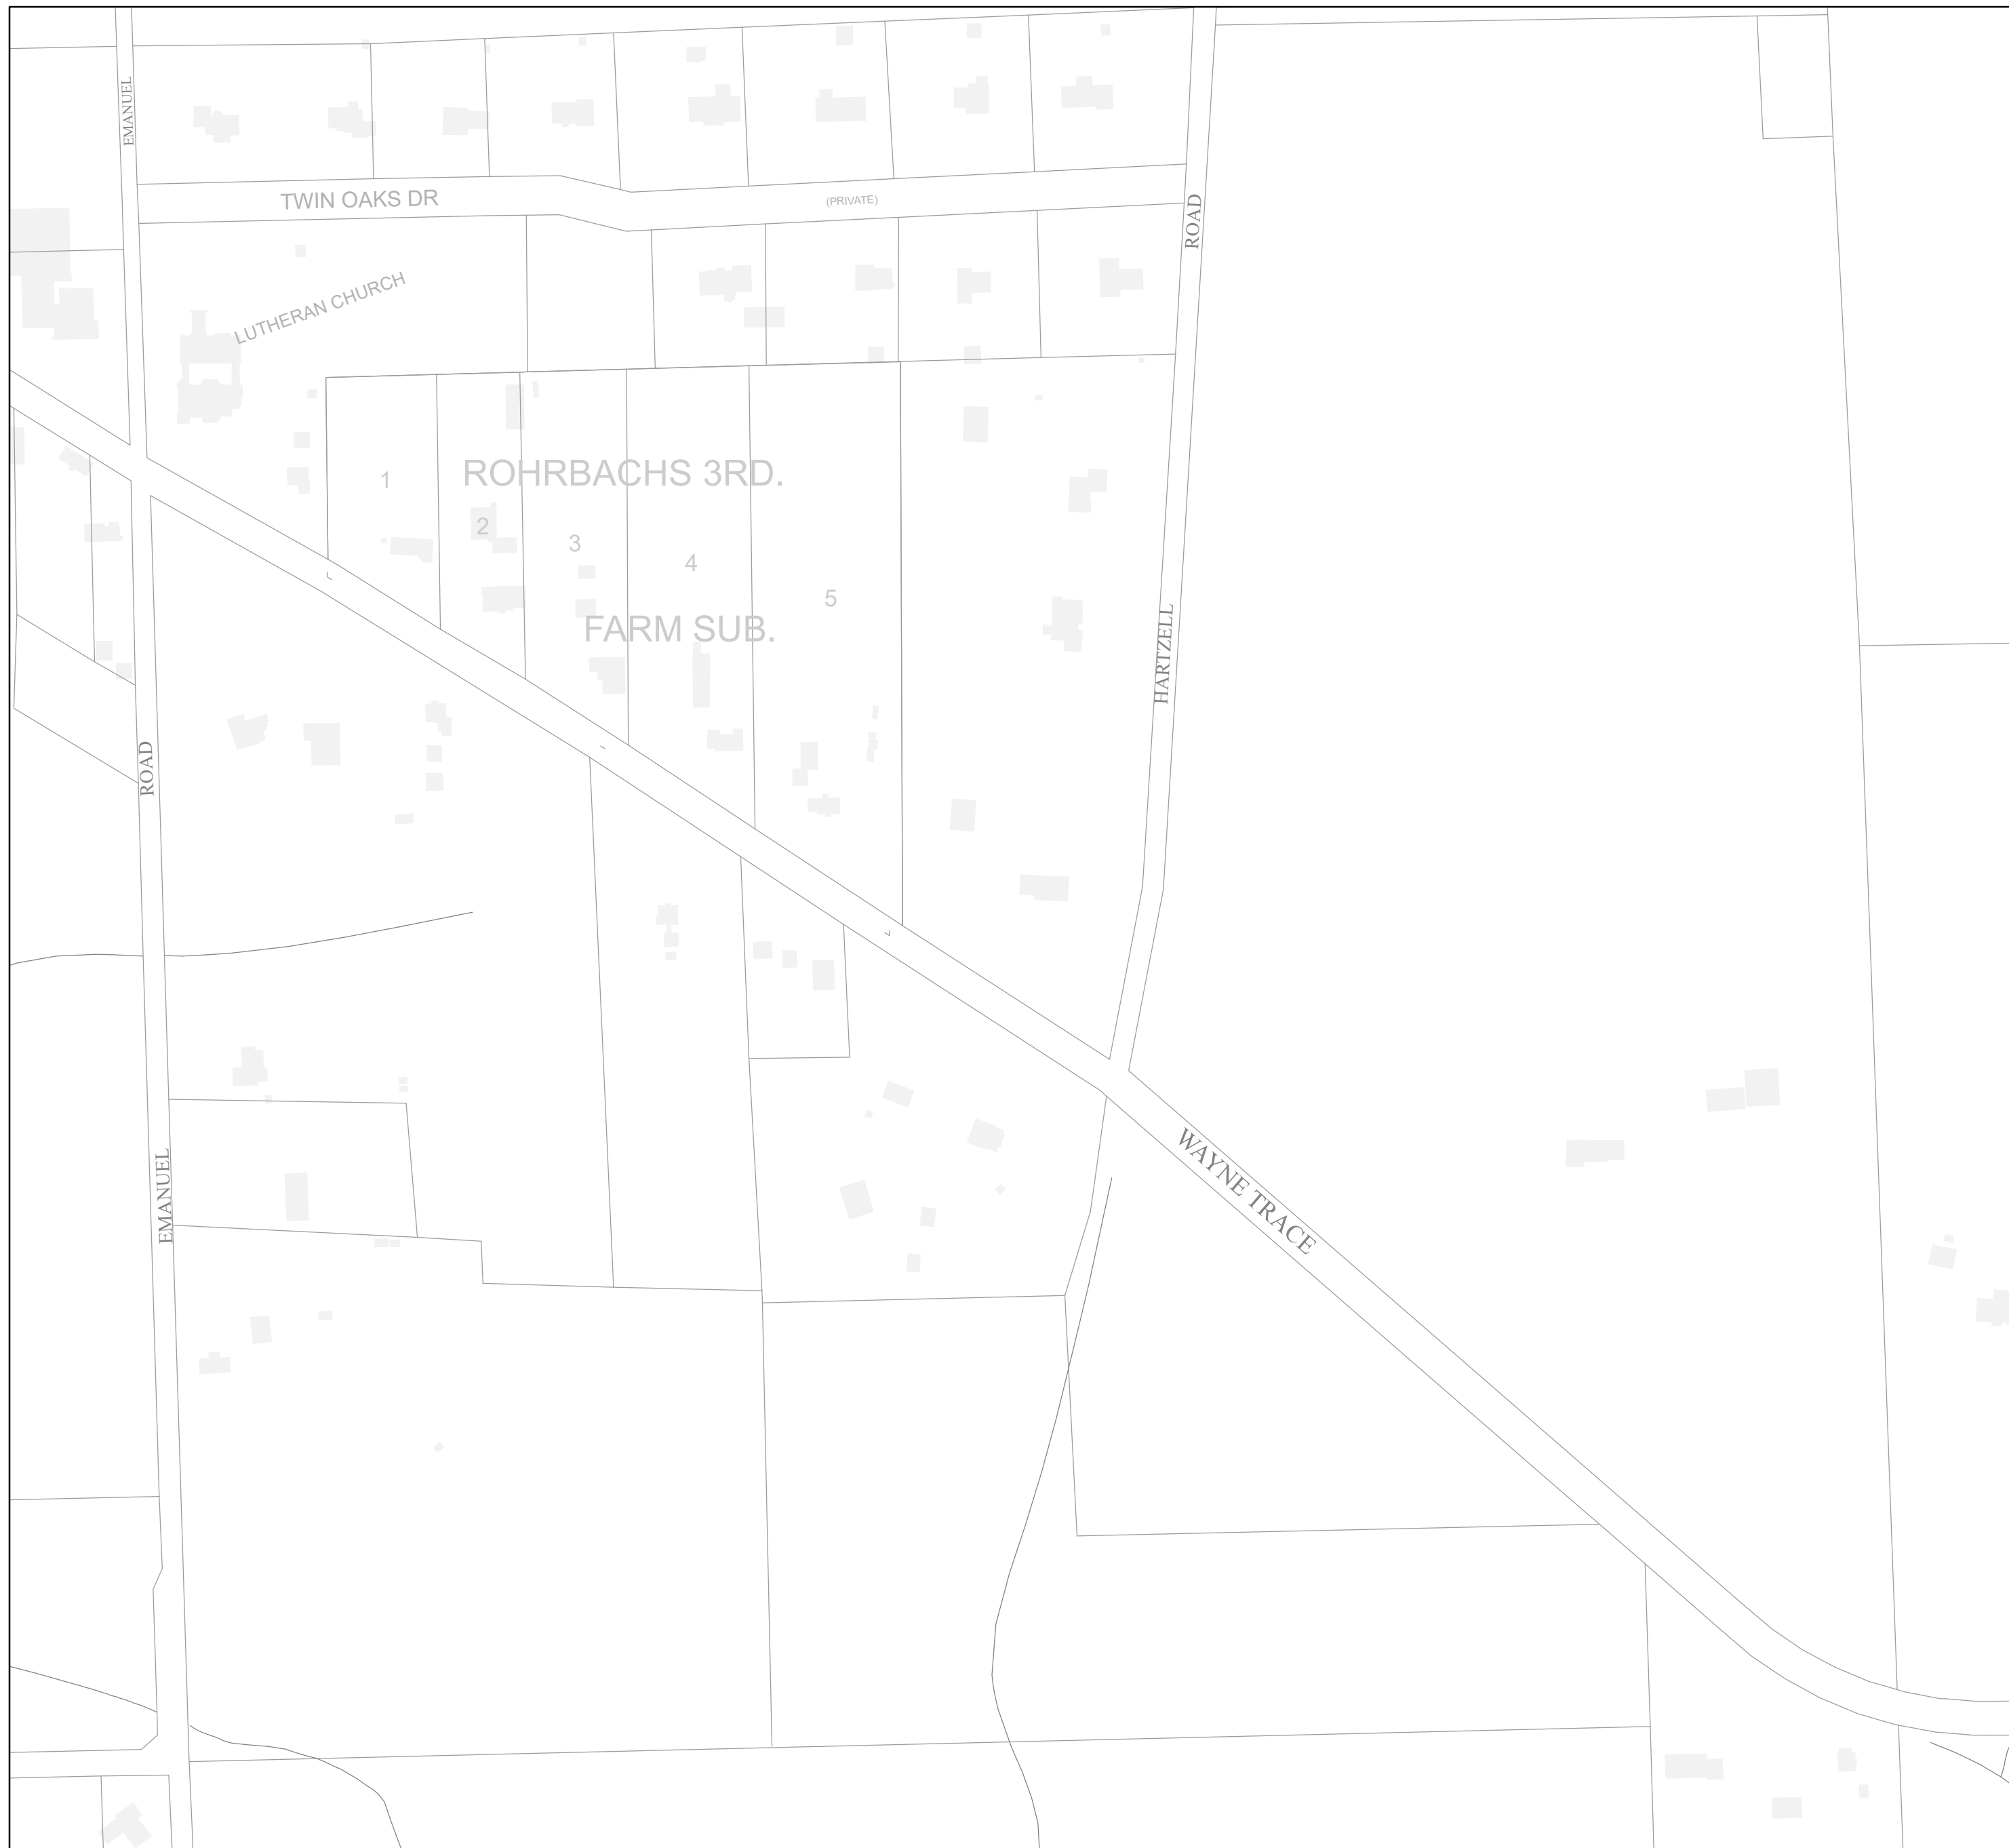 EMANUEL
TWIN OAKS DR
(PRIVATE)
ROAD
LUTHERAN CHURCH
ROHRBACHS 3RD.
1
2
3
4
5
FARM SUB.
HARTZELL
ROAD
EMANUEL
WAYNE TRACE